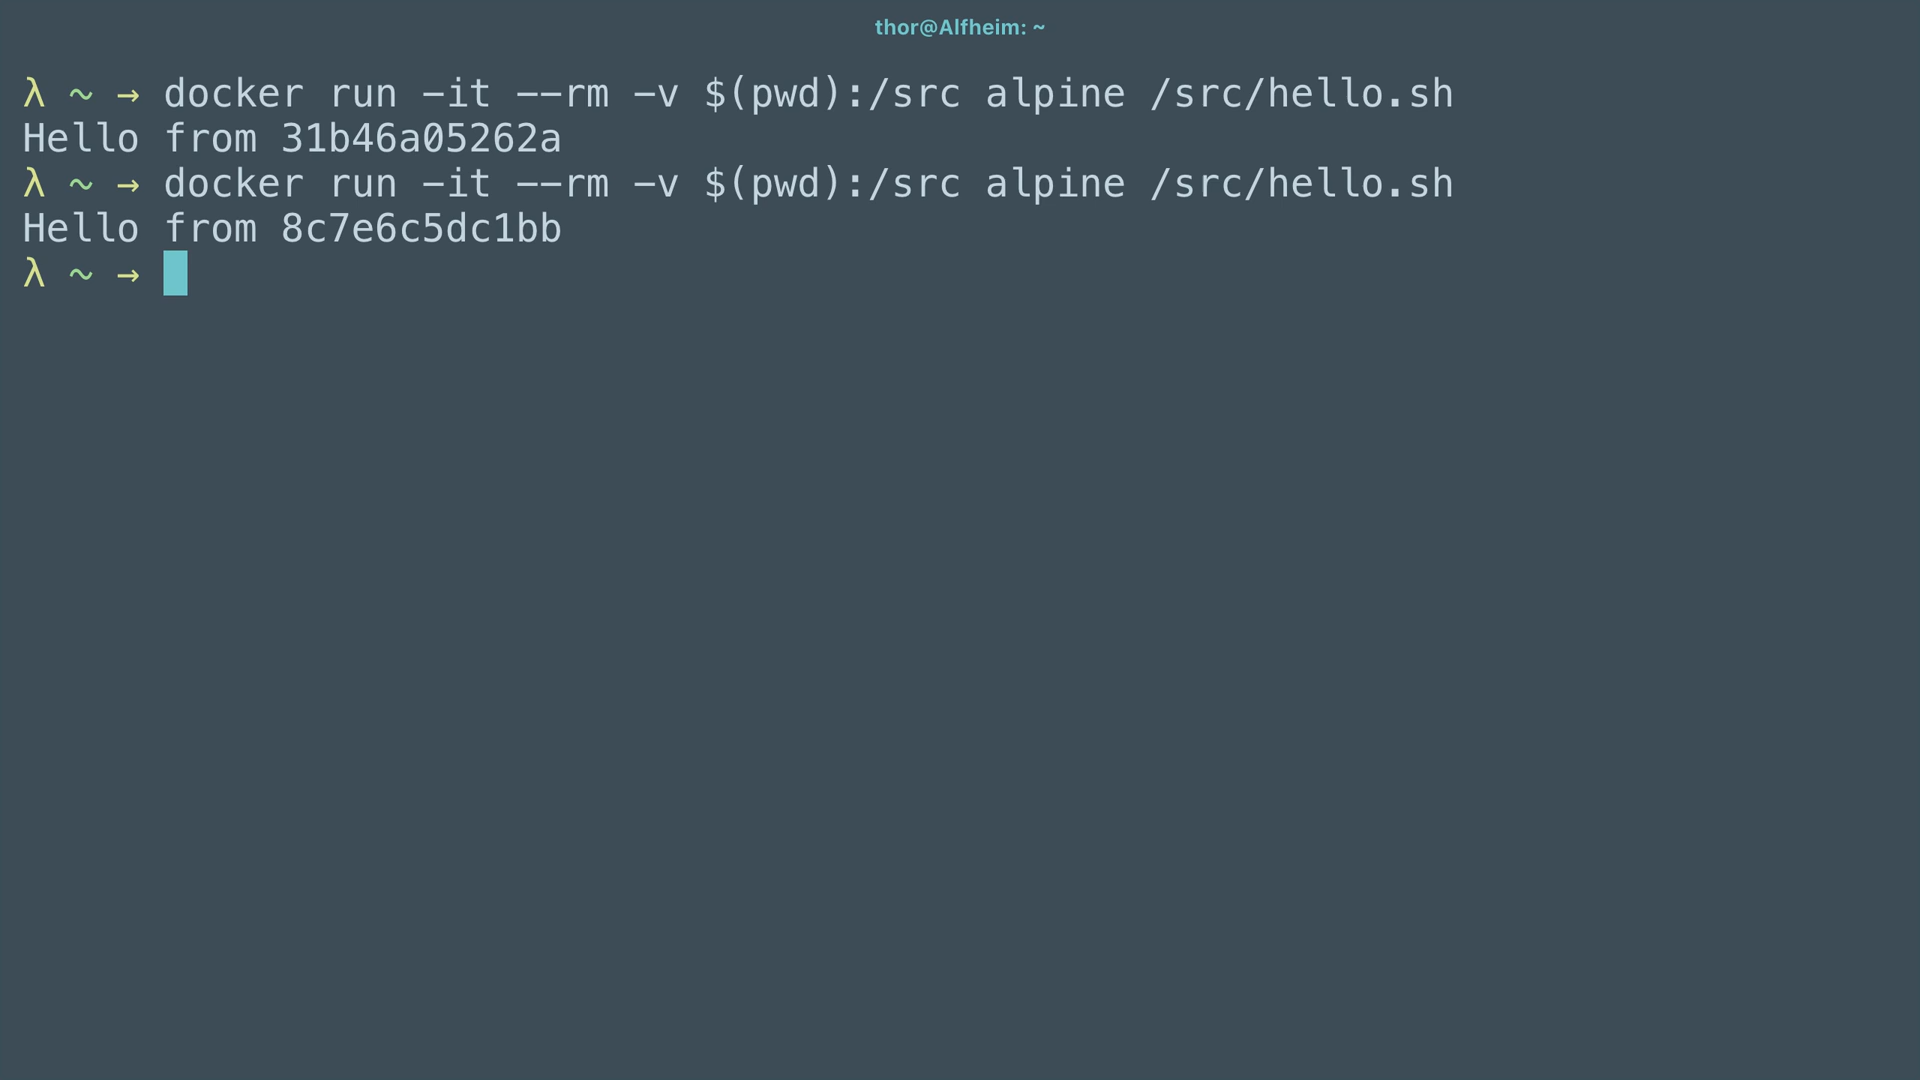 thor@Alfheim: ~
λ ~ → docker run -it --rm -v $(pwd):/src alpine /src/hello.sh
Hello from 31b46a05262a
λ ~ → docker run -it --rm -v $(pwd):/src alpine /src/hello.sh
Hello from 8c7e6c5dc1bb
λ ~ →